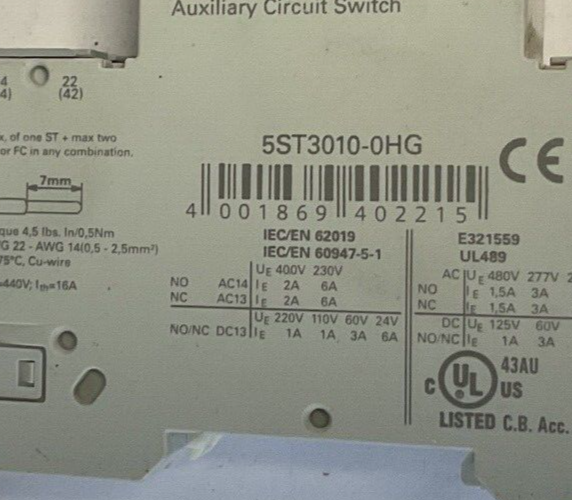 Auxiliary Circuit Switch
4 22
4) (42)
x, of one ST + max two
or FC in any combination.
7mm
que 4,5 lbs. In/0,5Nm
G 22 - AWG 14(0,5 - 2,5mm²)
75°C, Cu-wire
=440V; Ith=16A
5ST3010-0HG
CE
4 001869 402215
IEC/EN 62019
IEC/EN 60947-5-1
UE 400V 230V
NO AC14 IE 2A 6A
NC AC13 IE 2A 6A
UE 220V 110V 60V 24V
NO/NC DC13 IE 1A 1A 3A 6A
E321559
UL489
AC UE 480V 277V 2
NO IE 1,5A 3A
NC IE 1,5A 3A
DC UE 125V 60V
NO/NC IE 1A 3A
C UL US 43AU
LISTED C.B. Acc.